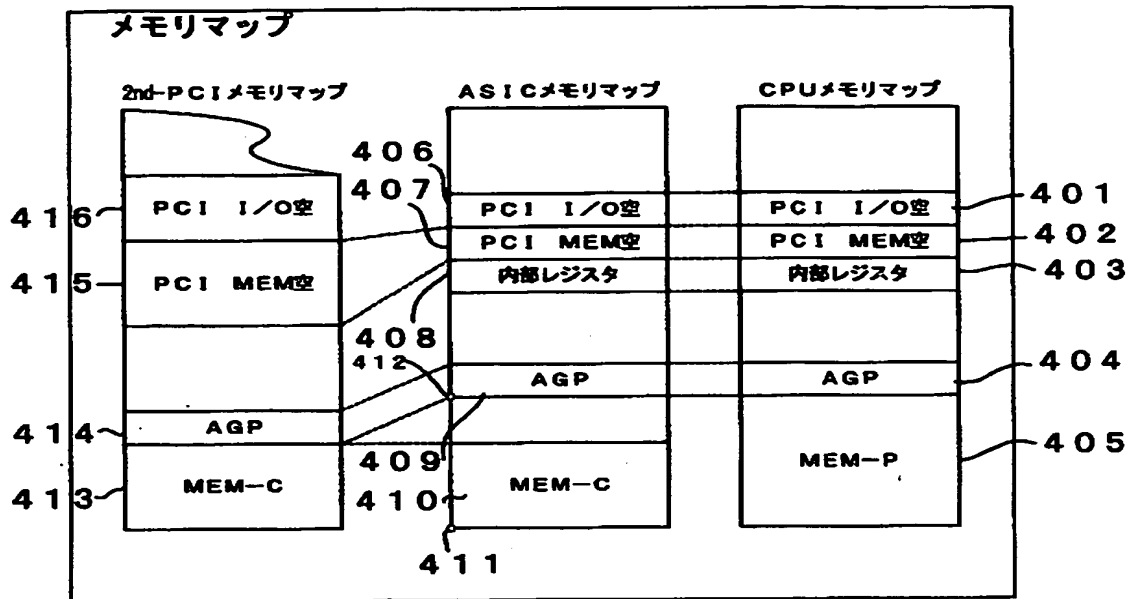 メモリマップ
2nd-PCIメモリマップ
ASICメモリマップ
CPUメモリマップ
406
407
416
PCI I/O空
PCI I/O空
PCI I/O空
401
415
PCI MEM空
PCI MEM空
PCI MEM空
402
内部レジスタ
内部レジスタ
403
408
412
AGP
AGP
404
414
AGP
409
MEM-P
405
413
MEM-C
410
MEM-C
411